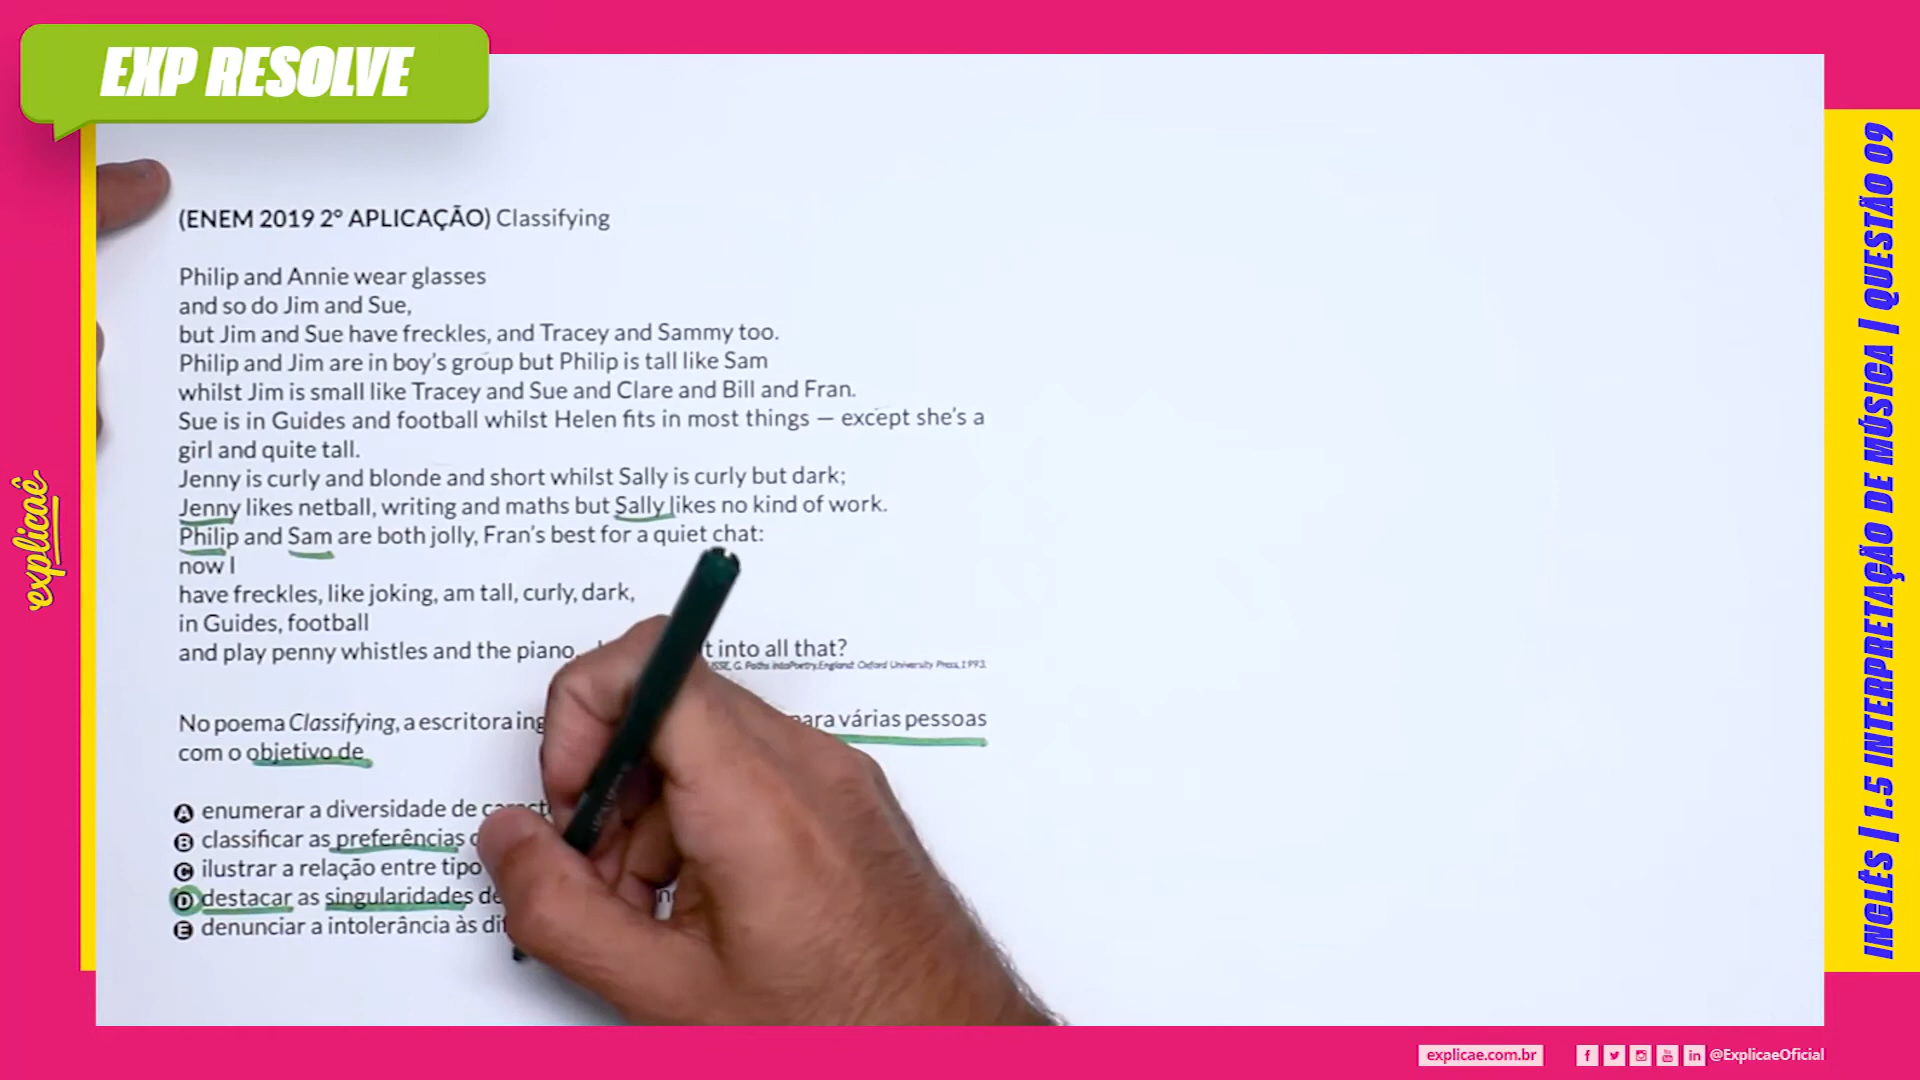 EXP RESOLVE
(ENEM 2019 2° APLICAÇÃO) Classifying
Philip and Annie wear glasses
and so do Jim and Sue,
but Jim and Sue have freckles, and Tracey and Sammy too.
Philip and Jim are in boy's group but Philip is tall like Sam
whilst Jim is small like Tracey and Sue and Clare and Bill and Fran.
Sue is in Guides and football whilst Helen fits in most things — except she's a
girl and quite tall.
Jenny is curly and blonde and short whilst Sally is curly but dark;
Jenny likes netball, writing and maths but Sally likes no kind of work.
Philip and Sam are both jolly, Fran's best for a quiet chat:
now I
have freckles, like joking, am tall, curly, dark,
in Guides, football
and play penny whistles and the piano. into all that?
G. Paths intoPoetry.England: Oxford University Press,1993.
No poema Classifying, a escritora para várias pessoas
com o objetivo de
A enumerar a diversidade de
B classificar as preferências
C ilustrar a relação entre
D destacar as singularidades
E denunciar a intolerância às
explicaê
INGLÊS | 1.5 INTERPRETAÇÃO DE MÚSICA | QUESTÃO 09
explicae.com.br
@ExplicaeOficial